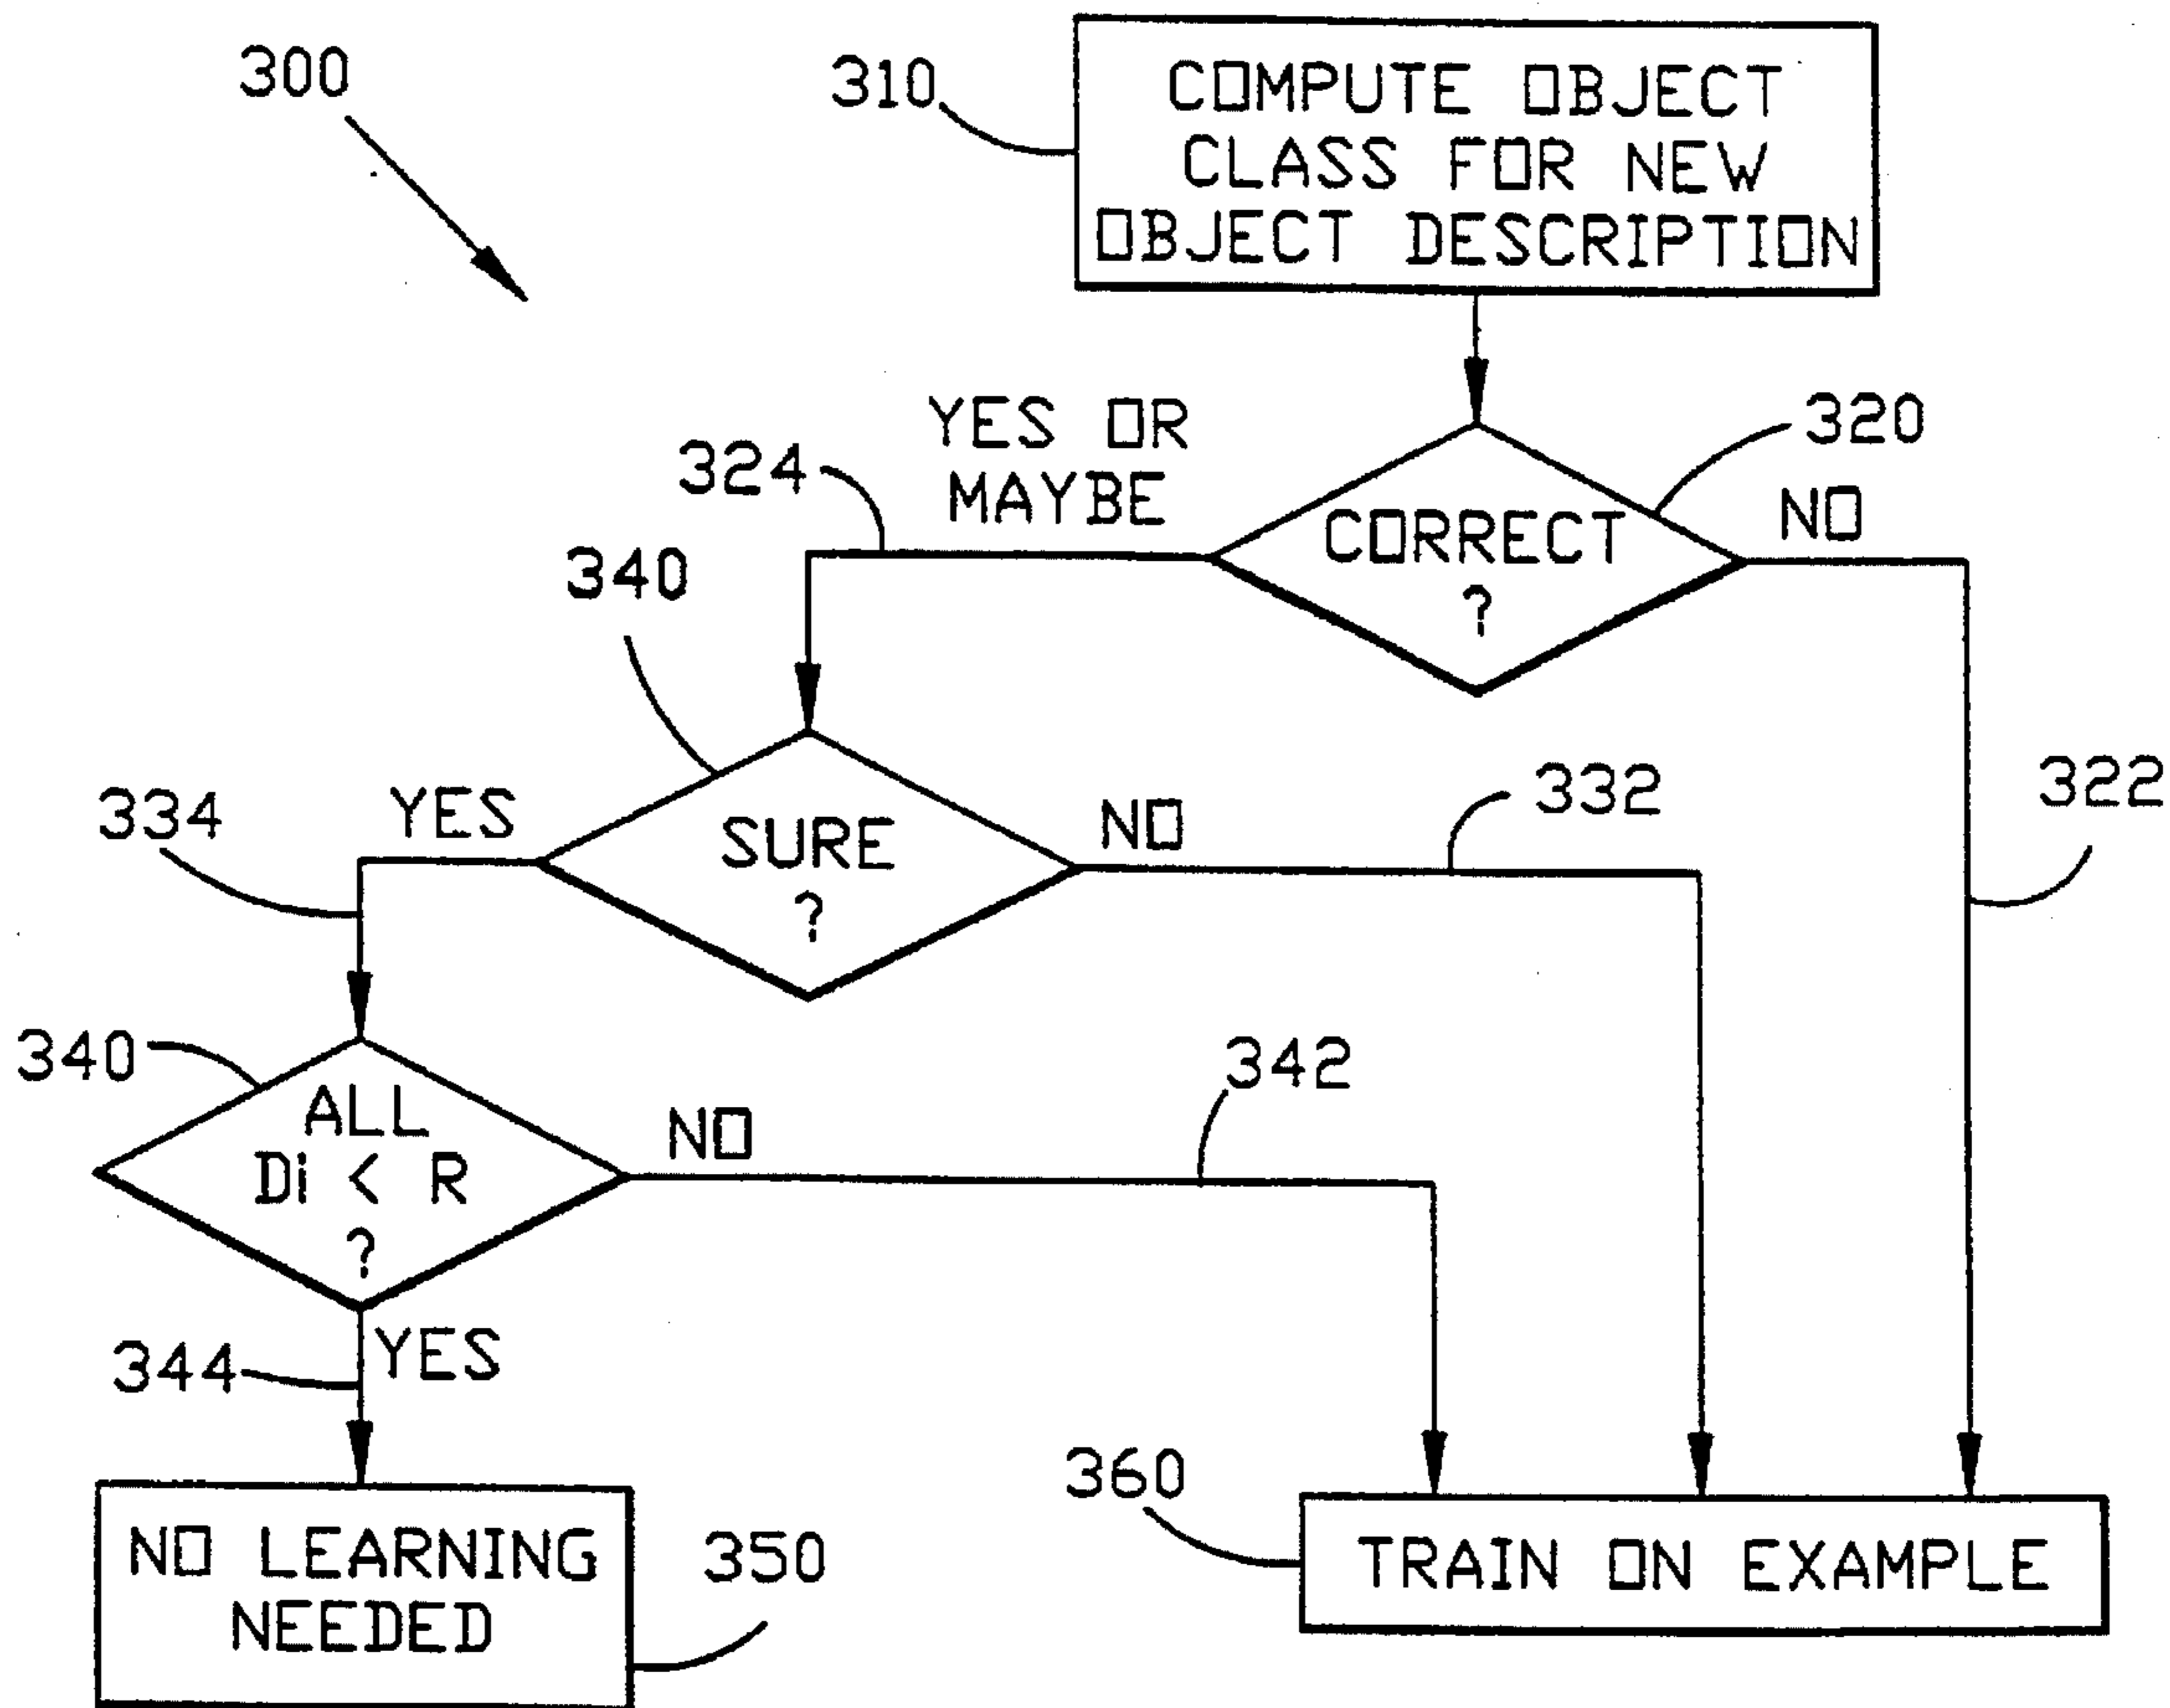 300
310
COMPUTE OBJECT
CLASS FOR NEW
OBJECT DESCRIPTION
320
YES OR
MAYBE
324
NO
CORRECT
?
340
322
332
334
YES
NO
SURE
?
340
342
ALL
Di < R
?
NO
344
YES
360
350
NO LEARNING
NEEDED
TRAIN ON EXAMPLE